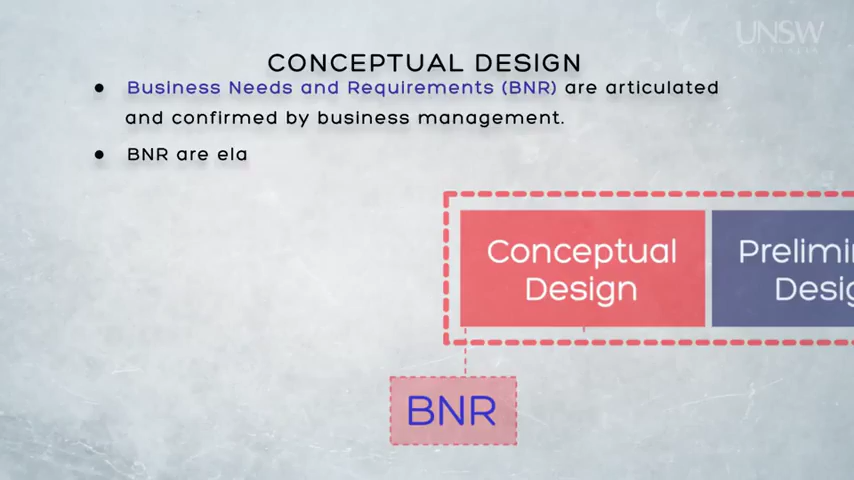 UNSW
CONCEPTUAL DESIGN
• Business Needs and Requirements (BNR) are articulated
and confirmed by business management.
• BNR are ela
Conceptual
Design
Prelimi
Desig
BNR